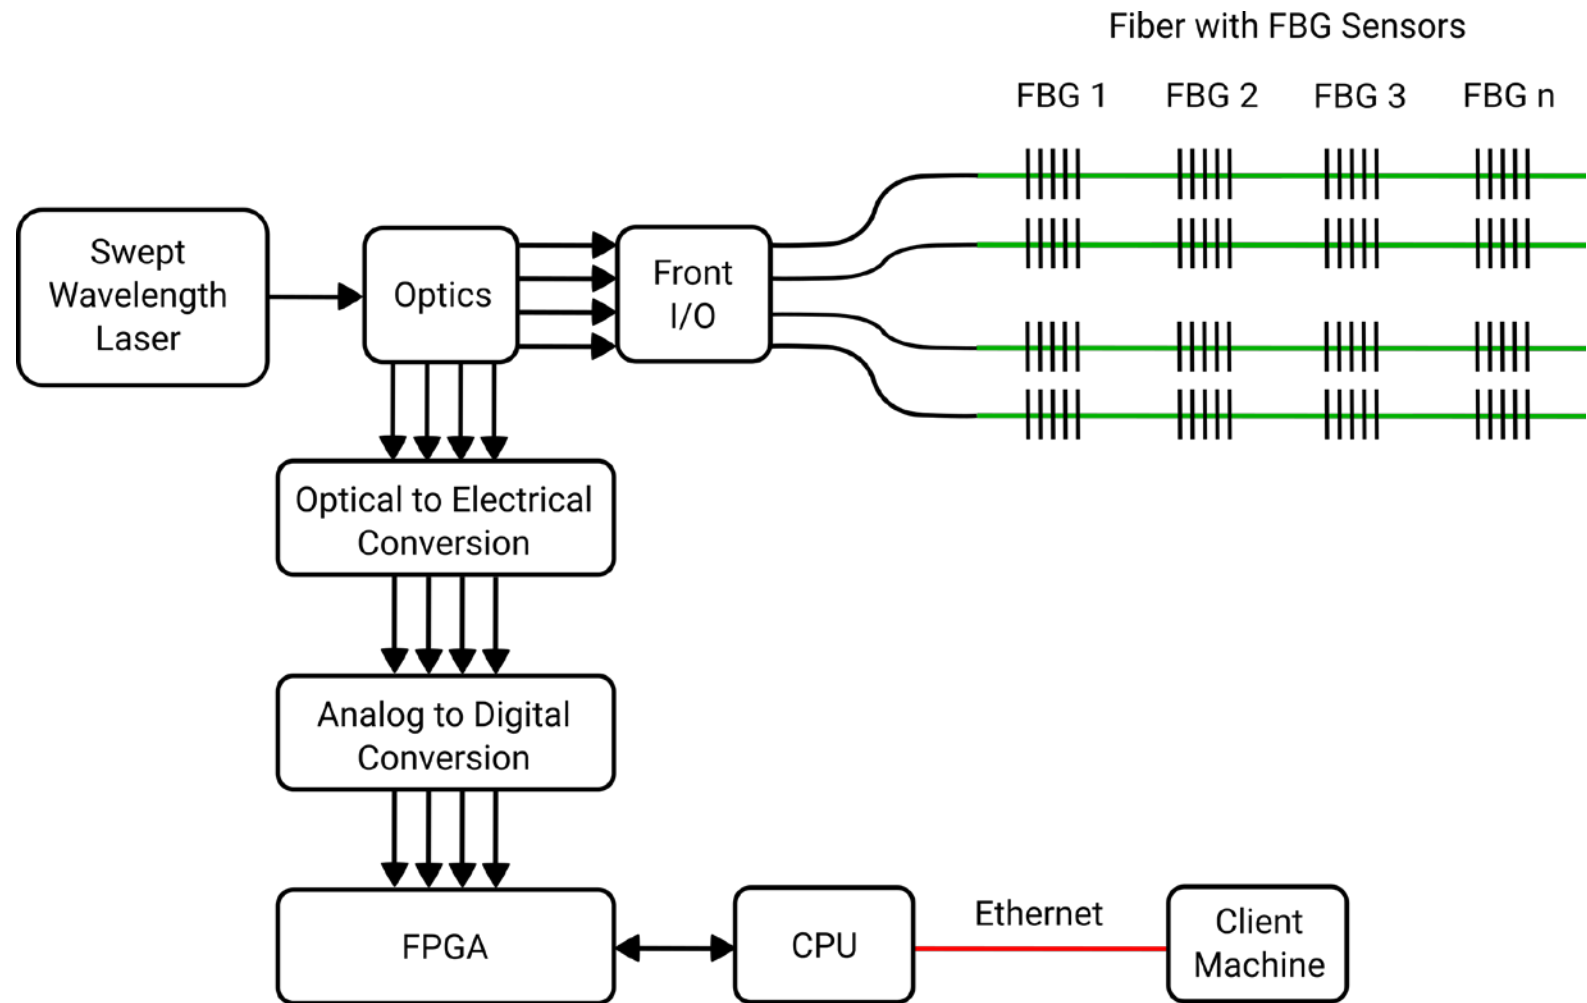 Fiber with FBG Sensors
FBG 1
FBG 2
FBG 3
FBG n
Swept
Wavelength
Laser
Optics
Front
I/O
Optical to Electrical
Conversion
Analog to Digital
Conversion
FPGA
CPU
Ethernet
Client
Machine